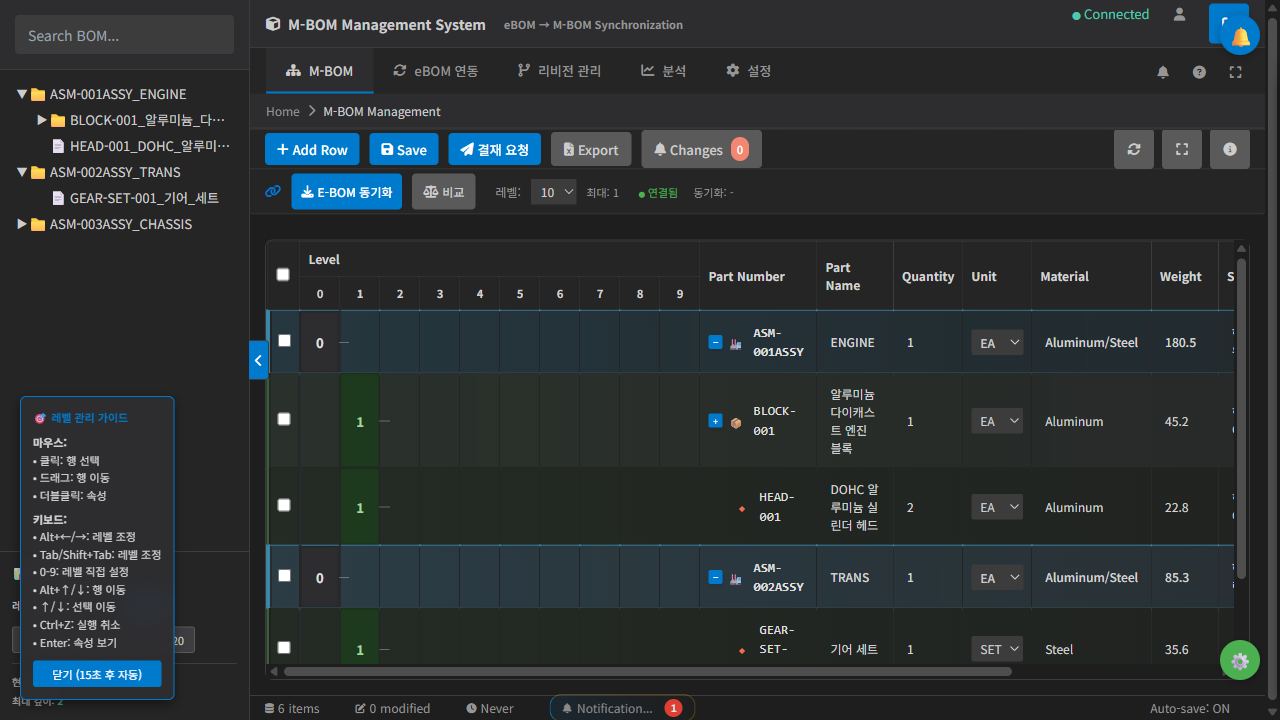 Search BOM...
ASM-001ASSY_ENGINE
BLOCK-001_알루미늄_다…
HEAD-001_DOHC_알루미…
ASM-002ASSY_TRANS
GEAR-SET-001_기어_세트
ASM-003ASSY_CHASSIS
M-BOM Management System eBOM → M-BOM Synchronization
Connected
M-BOM eBOM 연동 리비전 관리 분석 설정
Home > M-BOM Management
+ Add Row Save 결재 요청 Export Changes 0
E-BOM 동기화 비교 레벨: 10 최대: 1 ● 연결됨 동기화: -
Level
Part Number Part Name Quantity Unit Material Weight S
0 1 2 3 4 5 6 7 8 9
0 — − ASM-001ASSY ENGINE 1 EA Aluminum/Steel 180.5
1 — + BLOCK-001 알루미늄 다이캐스트 엔진 블록 1 EA Aluminum 45.2
1 — HEAD-001 DOHC 알루미늄 실린더 헤드 2 EA Aluminum 22.8
0 — − ASM-002ASSY TRANS 1 EA Aluminum/Steel 85.3
1 — GEAR-SET- 기어 세트 1 SET Steel 35.6
🎯 레벨 관리 가이드
마우스:
• 클릭: 행 선택
• 드래그: 행 이동
• 더블클릭: 속성
키보드:
• Alt+←/→: 레벨 조정
• Tab/Shift+Tab: 레벨 조정
• 0-9: 레벨 직접 설정
• Alt+↑/↓: 행 이동
• ↑/↓: 선택 이동
• Ctrl+Z: 실행 취소
• Enter: 속성 보기
20
닫기 (15초 후 자동)
최대 깊이: 2
6 items 0 modified Never Notification... 1 Auto-save: ON